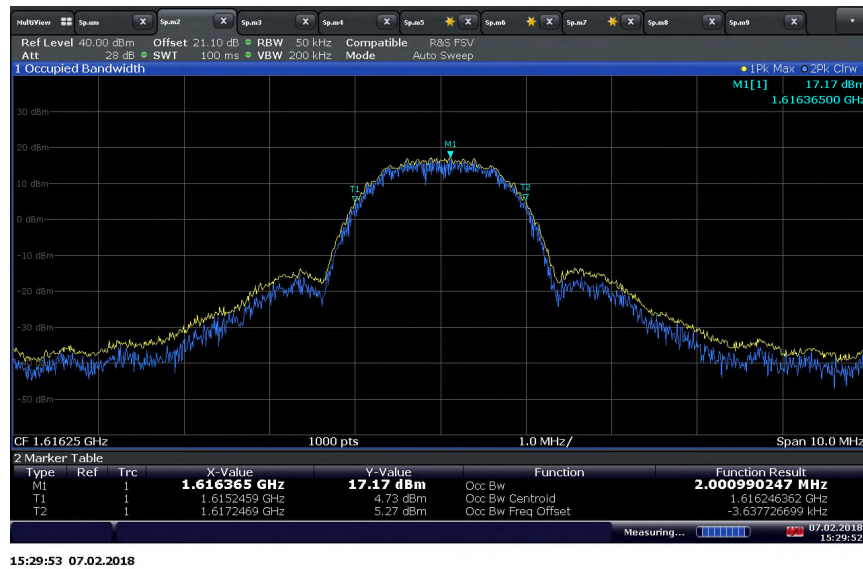 MultiView Sp.um X Sp.m2 X Sp.m3 X Sp.m4 X Sp.m5 X Sp.m6 X Sp.m7 X Sp.m8 X Sp.m9 X
Ref Level 40.00 dBm Offset 21.10 dB RBW 50 kHz Compatible R&S FSV
Att 28 dB SWT 100 ms VBW 200 kHz Mode Auto Sweep
1 Occupied Bandwidth 1Pk Max 2Pk Clrw
M1[1] 17.17 dBm
1.61636500 GHz
30 dBm
20 dBm
M1
10 dBm
T1 T2
0 dBm
-10 dBm
-20 dBm
-30 dBm
-50 dBm
CF 1.61625 GHz 1000 pts 1.0 MHz/ Span 10.0 MHz
2 Marker Table
Type Ref Trc X-Value Y-Value Function Function Result
M1 1 1.616365 GHz 17.17 dBm Occ Bw 2.000990247 MHz
T1 1 1.6152459 GHz 4.73 dBm Occ Bw Centroid 1.616246362 GHz
T2 1 1.6172469 GHz 5.27 dBm Occ Bw Freq Offset -3.637726699 kHz
Measuring... 07.02.2018
15:29:52
15:29:53 07.02.2018